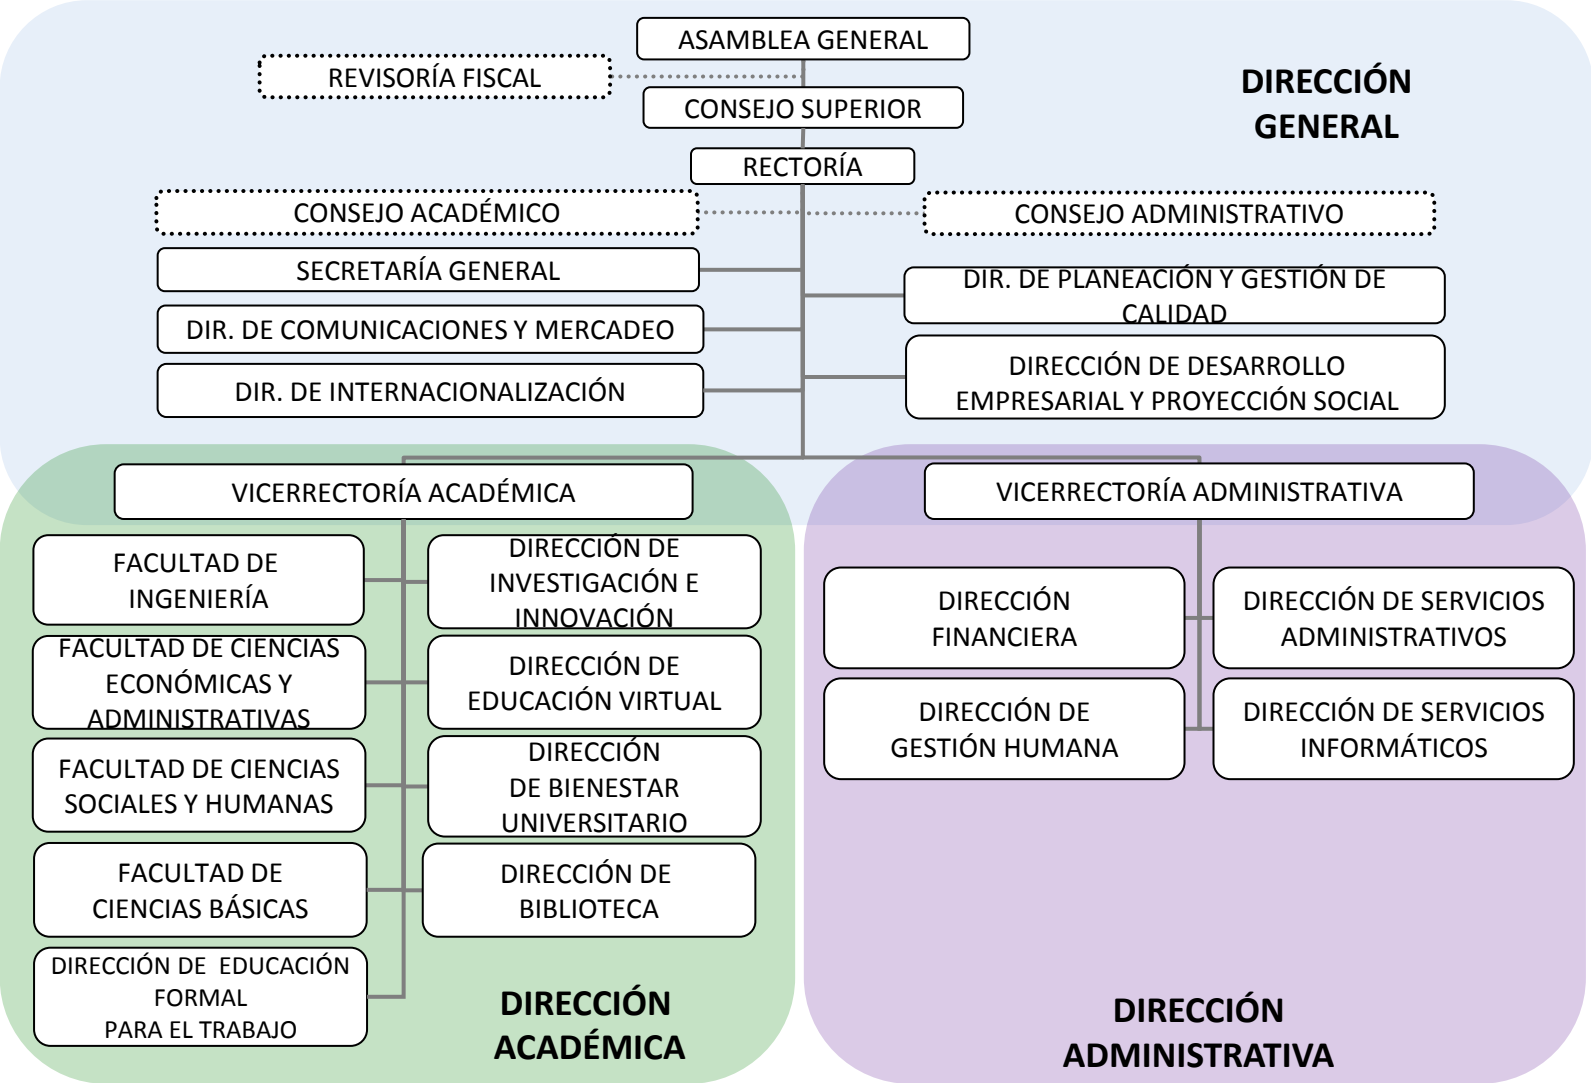 ASAMBLEA GENERAL
REVISORÍA FISCAL
DIRECCIÓN
GENERAL
CONSEJO SUPERIOR
RECTORÍA
CONSEJO ACADÉMICO
CONSEJO ADMINISTRATIVO
SECRETARÍA GENERAL
DIR. DE PLANEACIÓN Y GESTIÓN DE
CALIDAD
DIR. DE COMUNICACIONES Y MERCADEO
DIRECCIÓN DE DESARROLLO
EMPRESARIAL Y PROYECCIÓN SOCIAL
DIR. DE INTERNACIONALIZACIÓN
VICERRECTORÍA ACADÉMICA
VICERRECTORÍA ADMINISTRATIVA
FACULTAD DE
INGENIERÍA
DIRECCIÓN DE
INVESTIGACIÓN E
INNOVACIÓN
FACULTAD DE CIENCIAS
ECONÓMICAS Y
ADMINISTRATIVAS
DIRECCIÓN DE
EDUCACIÓN VIRTUAL
FACULTAD DE CIENCIAS
SOCIALES Y HUMANAS
DIRECCIÓN
DE BIENESTAR
UNIVERSITARIO
FACULTAD DE
CIENCIAS BÁSICAS
DIRECCIÓN DE
BIBLIOTECA
DIRECCIÓN DE  EDUCACIÓN
FORMAL
PARA EL TRABAJO
DIRECCIÓN
ACADÉMICA
DIRECCIÓN
FINANCIERA
DIRECCIÓN DE SERVICIOS
ADMINISTRATIVOS
DIRECCIÓN DE
GESTIÓN HUMANA
DIRECCIÓN DE SERVICIOS
INFORMÁTICOS
DIRECCIÓN
ADMINISTRATIVA